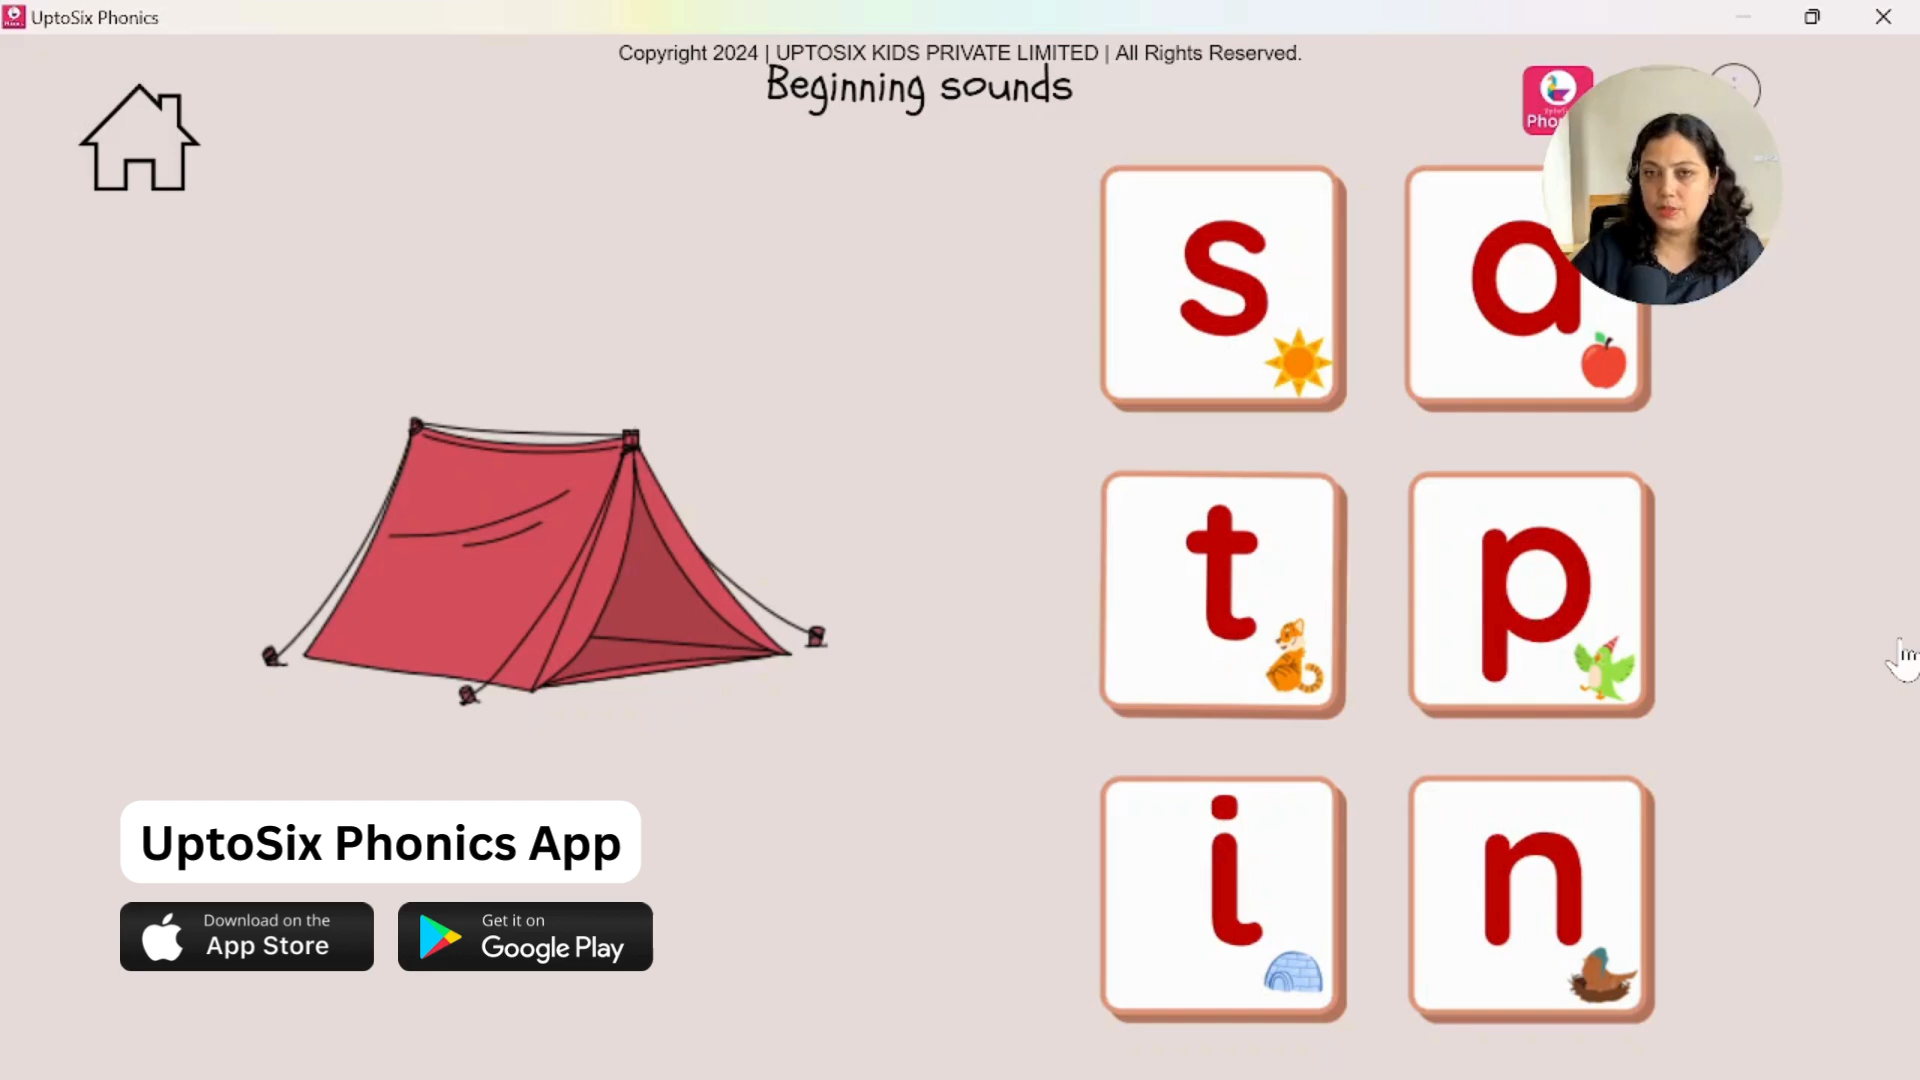 UptoSix Phonics
Copyright 2024 | UPTOSIX KIDS PRIVATE LIMITED | All Rights Reserved.
Beginning sounds
s
a
t
p
i
n
UptoSix Phonics App
Download on the
App Store
Get it on
Google Play